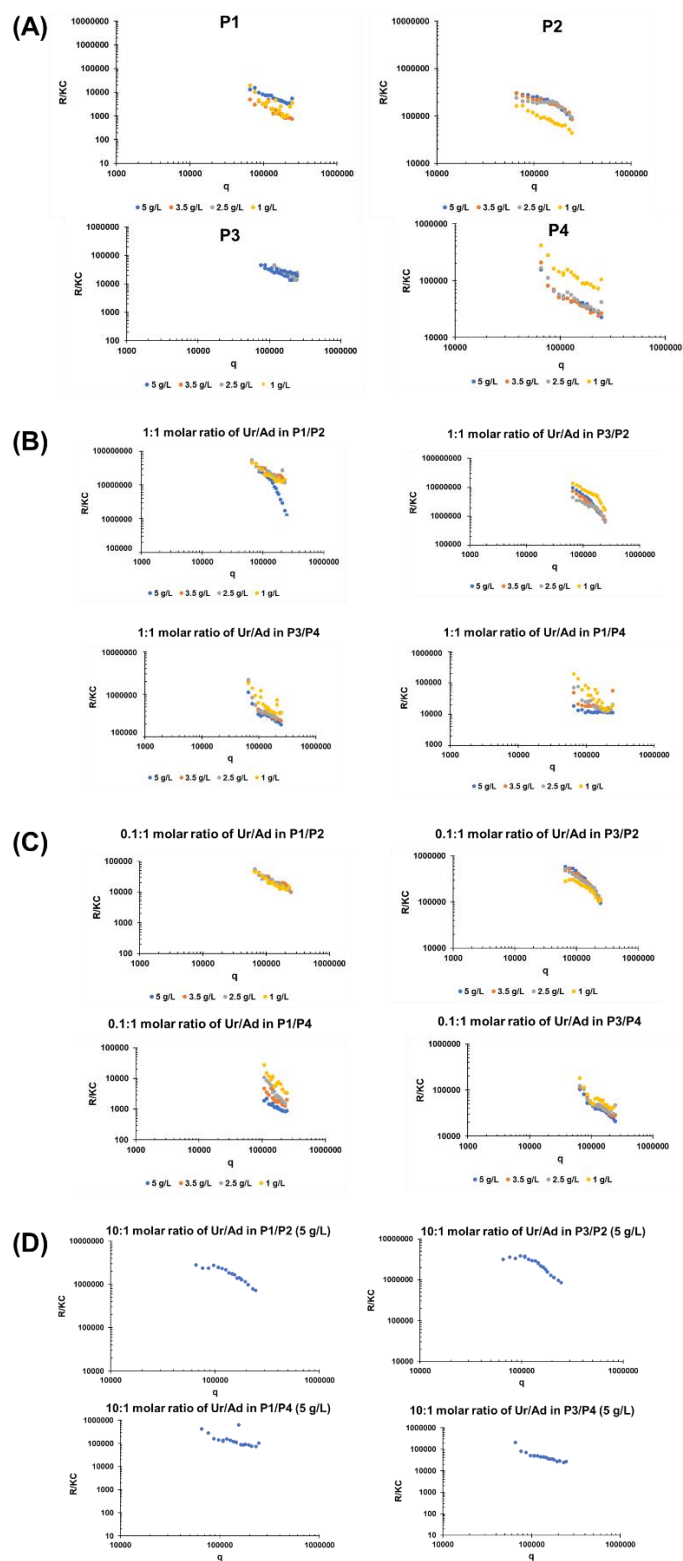 (A)
P1
R/KC
10000000
1000000
100000
10000
1000
100
10
1000 10000 100000 1000000
q
5 g/L 3.5 g/L 2.5 g/L 1 g/L
P2
R/KC
10000000
1000000
100000
10000
10000 100000 1000000
q
5 g/L 3.5 g/L 2.5 g/L 1 g/L
P3
R/KC
1000000
100000
10000
1000
100
1000 10000 100000 1000000
q
5 g/L 3.5 g/L 2.5 g/L 1 g/L
P4
R/KC
1000000
100000
10000
10000 100000 1000000
q
5 g/L 3.5 g/L 2.5 g/L 1 g/L
(B)
1:1 molar ratio of Ur/Ad in P1/P2
R/KC
100000000
10000000
1000000
100000
1000 10000 100000 1000000
q
5 g/L 3.5 g/L 2.5 g/L 1 g/L
1:1 molar ratio of Ur/Ad in P3/P2
R/KC
100000000
10000000
1000000
100000
1000 10000 100000 1000000
q
5 g/L 3.5 g/L 2.5 g/L 1 g/L
1:1 molar ratio of Ur/Ad in P3/P4
R/KC
10000000
1000000
100000
1000 10000 100000 1000000
q
5 g/L 3.5 g/L 2.5 g/L 1 g/L
1:1 molar ratio of Ur/Ad in P1/P4
R/KC
1000000
100000
10000
1000
1000 10000 100000 1000000
q
5 g/L 3.5 g/L 2.5 g/L 1 g/L
(C)
0.1:1 molar ratio of Ur/Ad in P1/P2
R/KC
100000
10000
1000
100
1000 10000 100000 1000000
q
5 g/L 3.5 g/L 2.5 g/L 1 g/L
0.1:1 molar ratio of Ur/Ad in P3/P2
R/KC
1000000
100000
10000
1000 10000 100000 1000000
q
5 g/L 3.5 g/L 2.5 g/L 1 g/L
0.1:1 molar ratio of Ur/Ad in P1/P4
R/KC
100000
10000
1000
100
1000 10000 100000 1000000
q
5 g/L 3.5 g/L 2.5 g/L 1 g/L
0.1:1 molar ratio of Ur/Ad in P3/P4
R/KC
1000000
100000
10000
1000 10000 100000 1000000
q
5 g/L 3.5 g/L 2.5 g/L 1 g/L
(D)
10:1 molar ratio of Ur/Ad in P1/P2 (5 g/L)
R/KC
10000000
1000000
100000
10000
10000 100000 1000000
q
10:1 molar ratio of Ur/Ad in P3/P2 (5 g/L)
R/KC
10000000
1000000
100000
10000
10000 100000 1000000
q
10:1 molar ratio of Ur/Ad in P1/P4 (5 g/L)
R/KC
1000000
100000
10000
1000
100
10
10000 100000 1000000
q
10:1 molar ratio of Ur/Ad in P3/P4 (5 g/L)
R/KC
1000000
100000
10000
1000
100
10
10000 100000 1000000
q